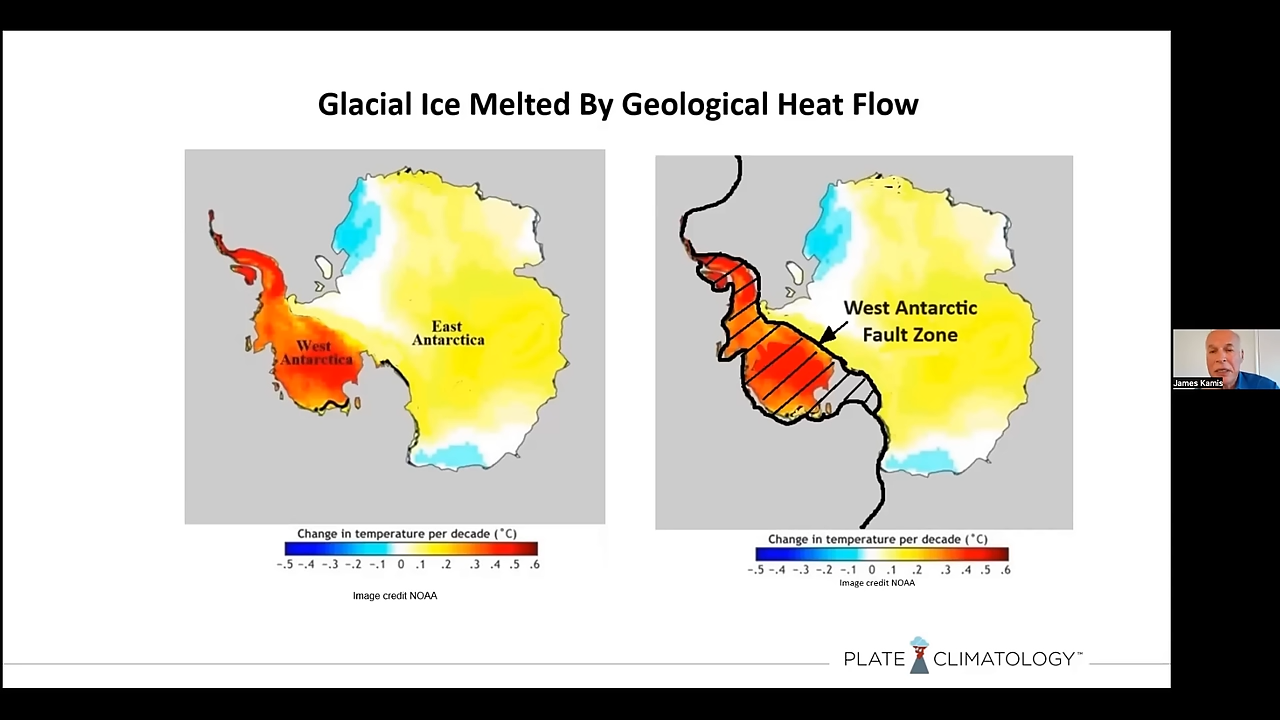 Glacial Ice Melted By Geological Heat Flow
West
Antarctica
East
Antarctica
Change in temperature per decade (°C)
-.5 -.4 -.3 -.2 -.1 0 .1 .2 .3 .4 .5 .6
Image credit NOAA
West Antarctic
Fault Zone
Change in temperature per decade (°C)
-.5 -.4 -.3 -.2 -.1 0 .1 .2 .3 .4 .5 .6
Image credit NOAA
PLATE CLIMATOLOGY™
James Kamis